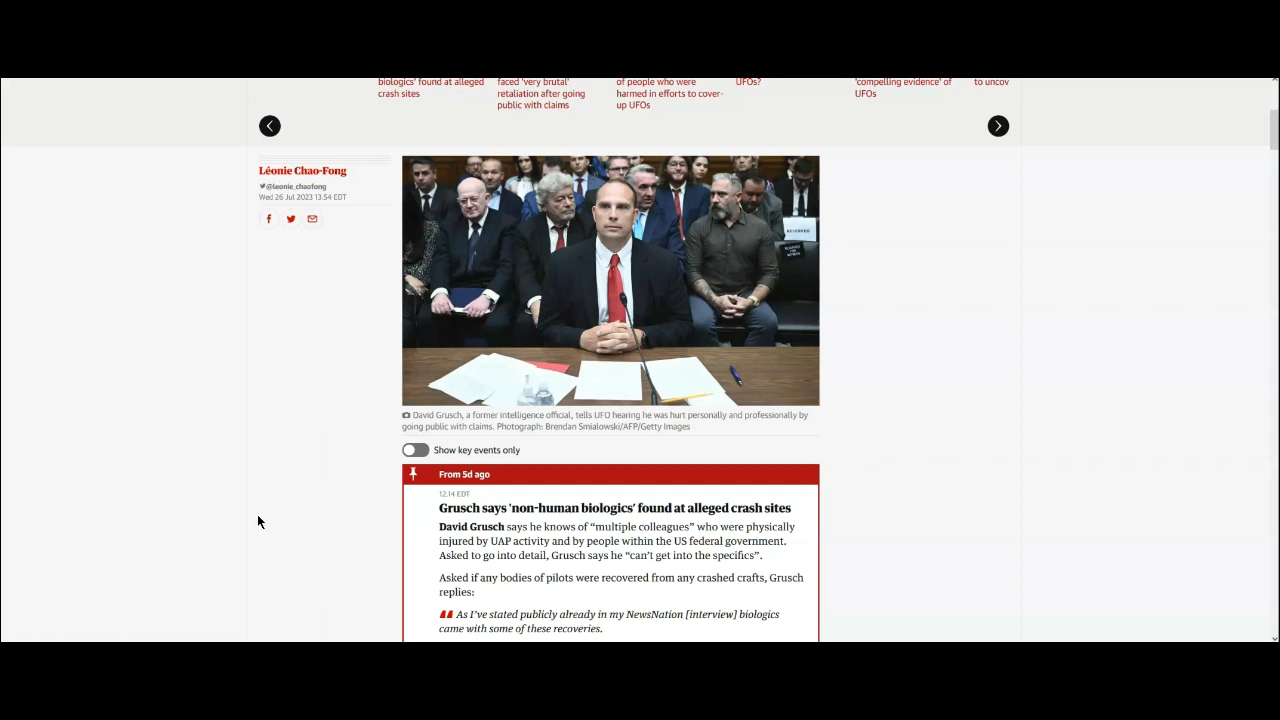 biologics' found at alleged
crash sites
faced 'very brutal'
retaliation after going
public with claims
of people who were
harmed in efforts to cover-
up UFOs
UFOs?
'compelling evidence' of
UFOs
to uncov
Léonie Chao-Fong
@leonie_chaofong
Wed 26 Jul 2023 13.54 EDT
RESERVED
David Grusch, a former intelligence official, tells UFO hearing he was hurt personally and professionally by
going public with claims. Photograph: Brendan Smialowski/AFP/Getty Images
Show key events only
From 5d ago
12.14 EDT
Grusch says 'non-human biologics' found at alleged crash sites
David Grusch says he knows of “multiple colleagues” who were physically
injured by UAP activity and by people within the US federal government.
Asked to go into detail, Grusch says he “can’t get into the specifics”.
Asked if any bodies of pilots were recovered from any crashed crafts, Grusch
replies:
As I’ve stated publicly already in my NewsNation [interview] biologics
came with some of these recoveries.